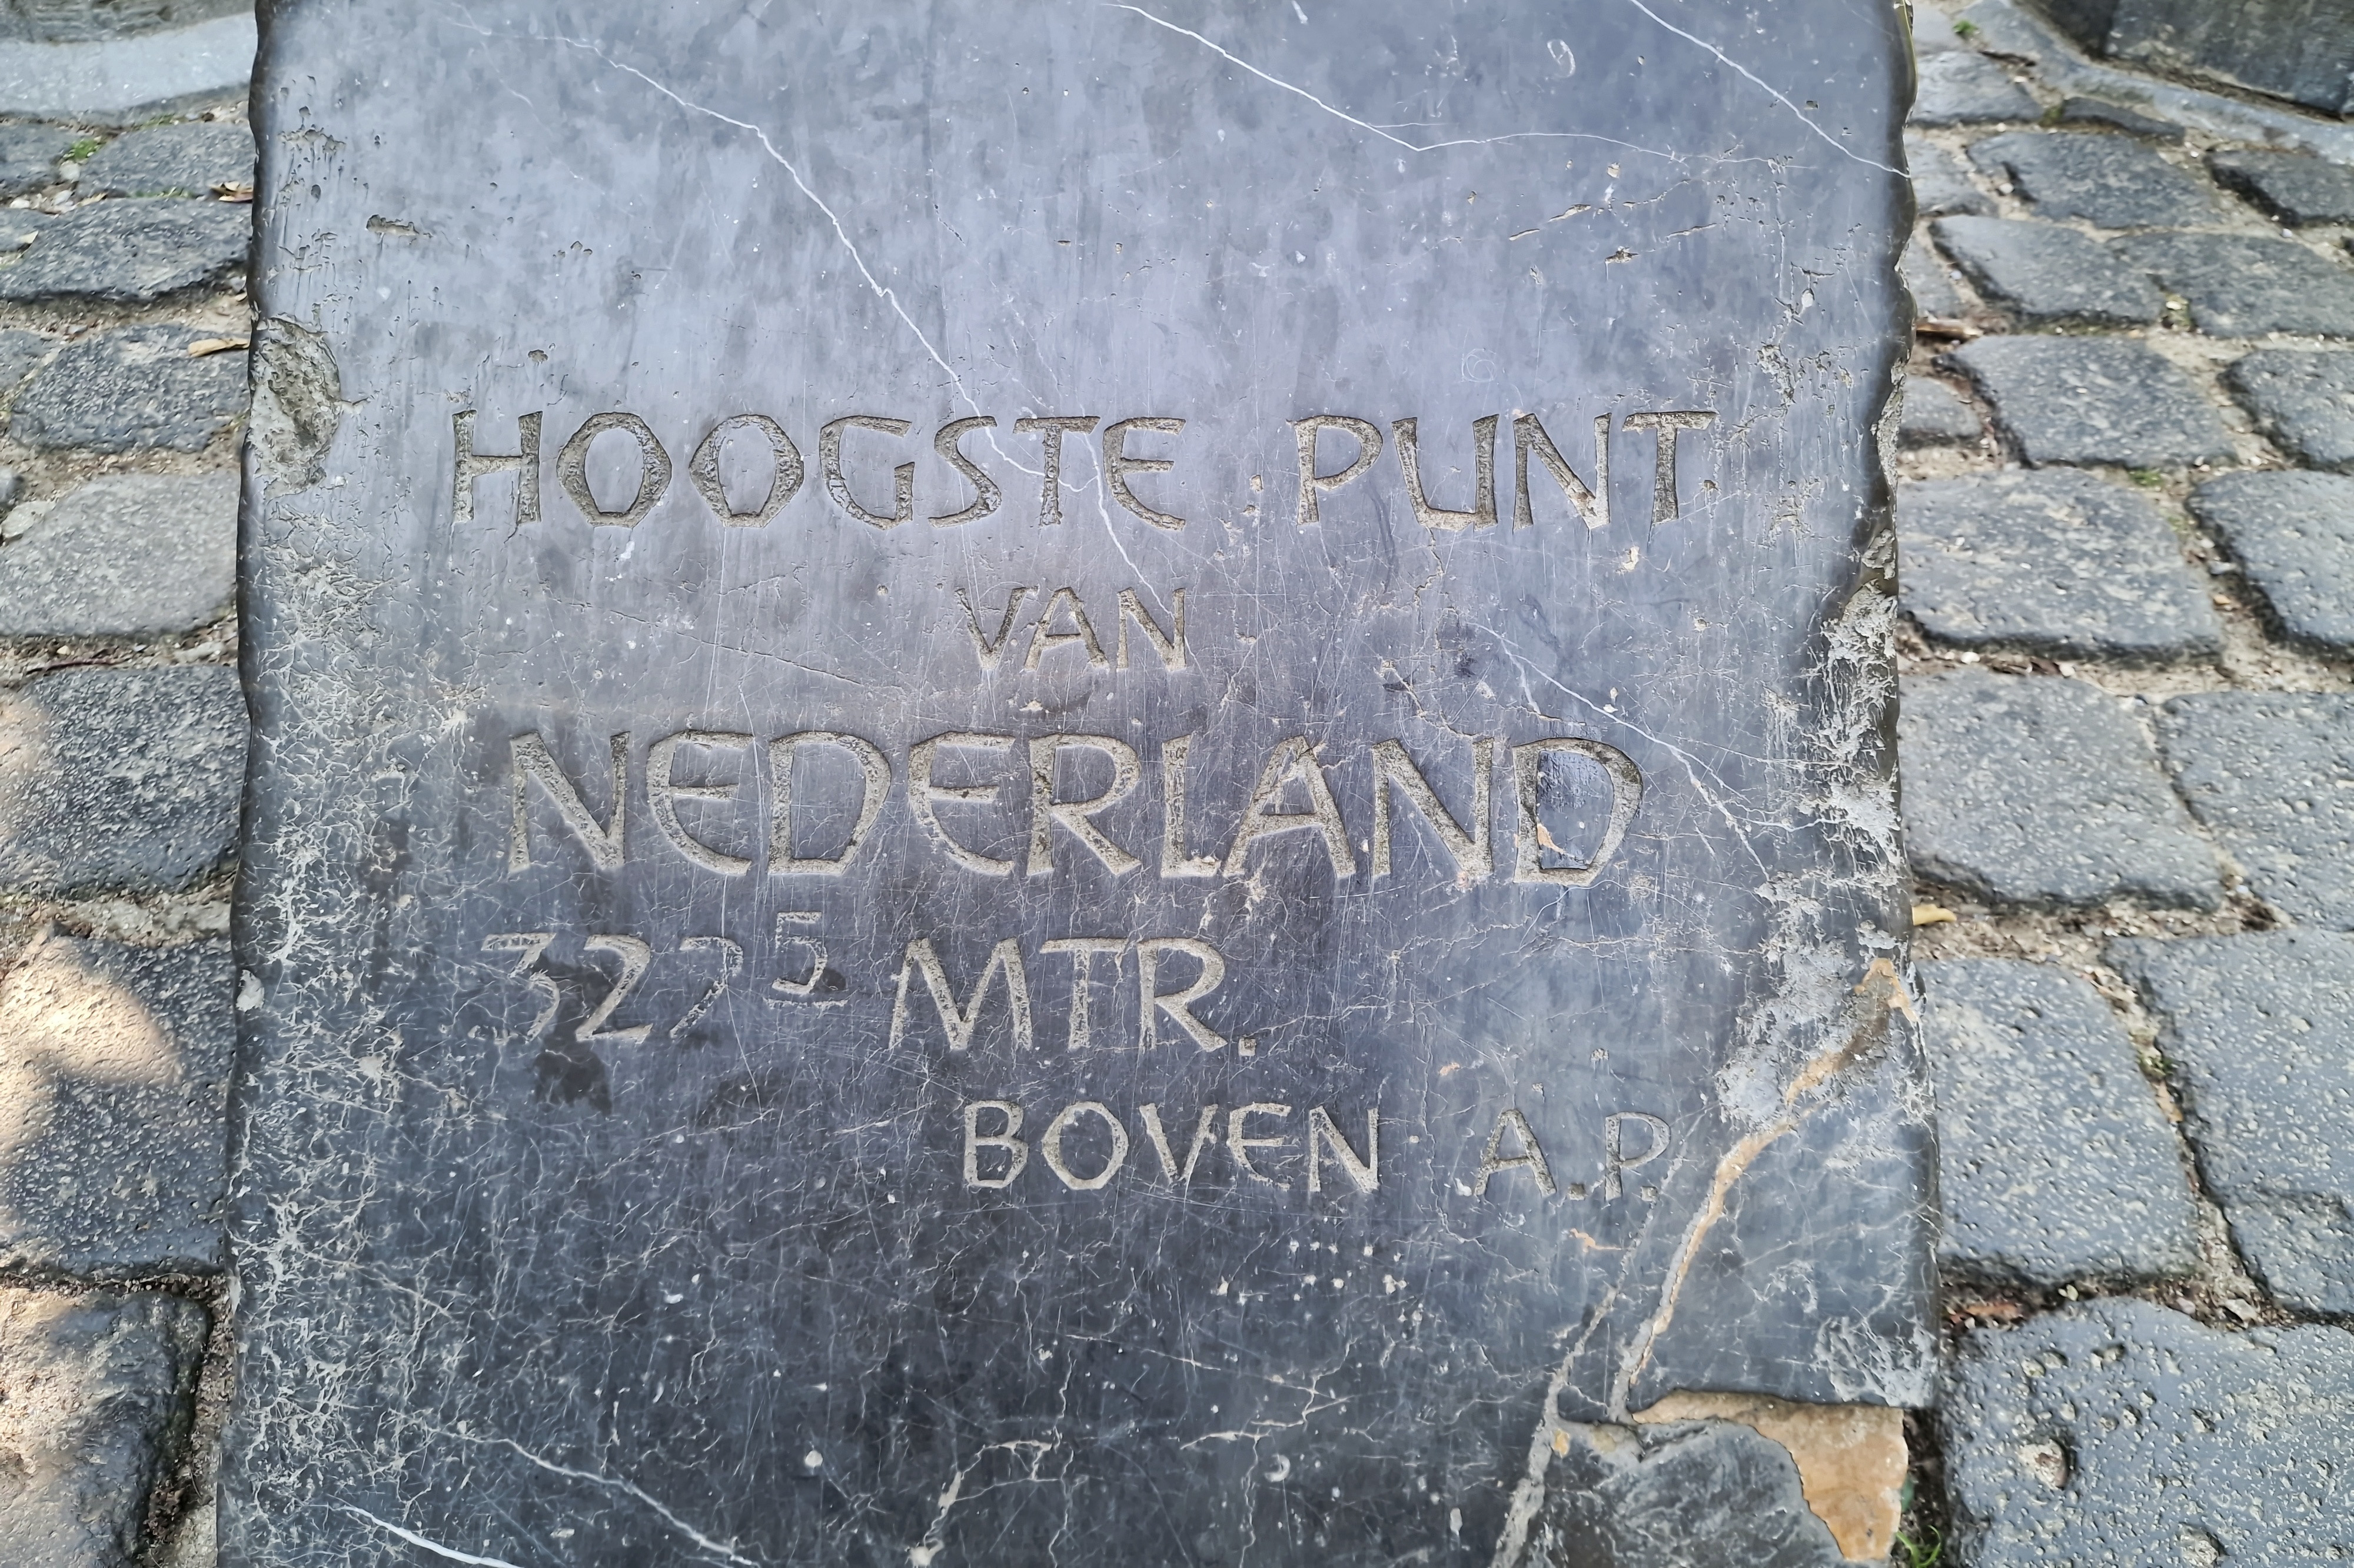 HOOGSTE PUNT
VAN
NEDERLAND
322⁵ MTR.
BOVEN A.P.